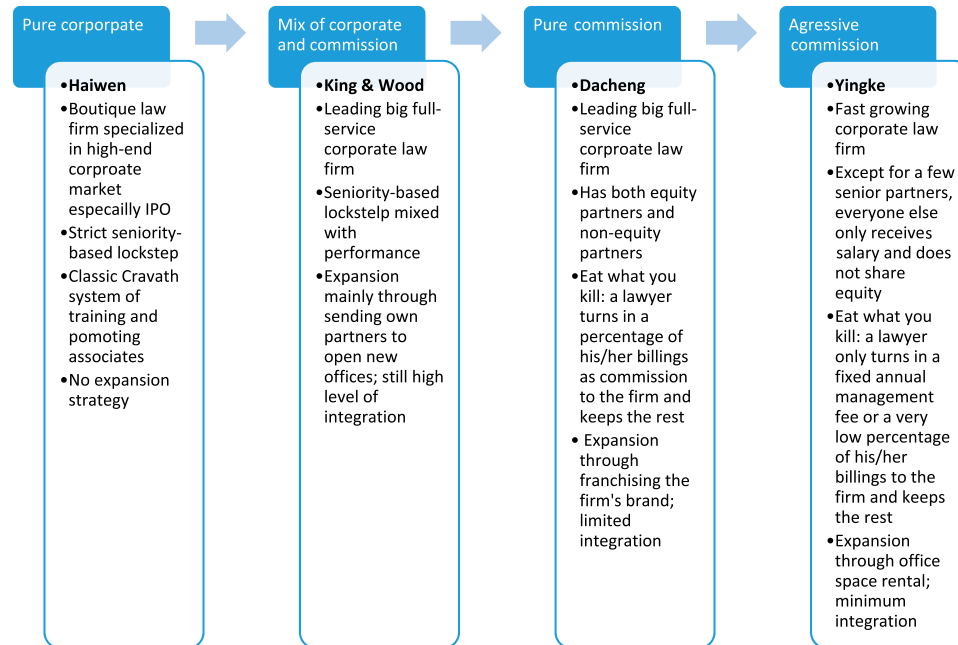 Pure corporpate
•Haiwen
•Boutique law
firm specialized
in high-end
corproate
market
especailly IPO
•Strict seniority-
based lockstep
•Classic Cravath
system of
training and
pomoting
associates
•No expansion
strategy
Mix of corporate
and commission
•King & Wood
•Leading big full-
service
corporate law
firm
•Seniority-based
lockstelp mixed
with
performance
•Expansion
mainly through
sending own
partners to
open new
offices; still high
level of
integration
Pure commission
•Dacheng
•Leading big full-
service
corproate law
firm
•Has both equity
partners and
non-equity
partners
•Eat what you
kill: a lawyer
turns in a
percentage of
his/her billings
as commission
to the firm and
keeps the rest
• Expansion
through
franchising the
firm's brand;
limited
integration
Agressive
commission
•Yingke
•Fast growing
corporate law
firm
•Except for a few
senior partners,
everyone else
only receives
salary and does
not share
equity
•Eat what you
kill: a lawyer
only turns in a
fixed annual
management
fee or a very
low percentage
of his/her
billings to the
firm and keeps
the rest
•Expansion
through office
space rental;
minimum
integration